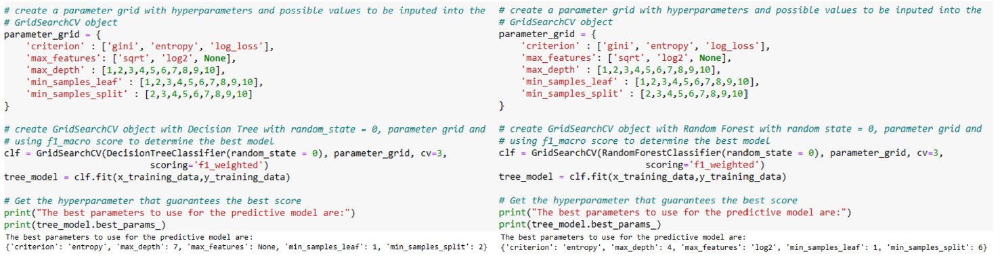 # create a parameter grid with hyperparameters and possible values to be inputed into the
# GridSearchCV object
parameter_grid = {
    'criterion' : ['gini', 'entropy', 'log_loss'],
    'max_features': ['sqrt', 'log2', None],
    'max_depth' : [1,2,3,4,5,6,7,8,9,10],
    'min_samples_leaf' : [1,2,3,4,5,6,7,8,9,10],
    'min_samples_split' : [2,3,4,5,6,7,8,9,10]
}
# create GridSearchCV object with Decision Tree with random_state = 0, parameter grid and
# using f1_macro score to determine the best model
clf = GridSearchCV(DecisionTreeClassifier(random_state = 0), parameter_grid, cv=3,
                   scoring='f1_weighted')
tree_model = clf.fit(x_training_data,y_training_data)
# Get the hyperparameter that guarantees the best score
print("The best parameters to use for the predictive model are:")
print(tree_model.best_params_)
The best parameters to use for the predictive model are:
{'criterion': 'entropy', 'max_depth': 7, 'max_features': None, 'min_samples_leaf': 1, 'min_samples_split': 2}
# create a parameter grid with hyperparameters and possible values to be inputed into the
# GridSearchCV object
parameter_grid = {
    'criterion' : ['gini', 'entropy', 'log_loss'],
    'max_features': ['sqrt', 'log2', None],
    'max_depth' : [1,2,3,4,5,6,7,8,9,10],
    'min_samples_leaf' : [1,2,3,4,5,6,7,8,9,10],
    'min_samples_split' : [2,3,4,5,6,7,8,9,10]
}
# create GridSearchCV object with Random Forest with random state = 0, parameter grid and
# using f1_macro score to determine the best model
clf = GridSearchCV(RandomForestClassifier(random_state = 0), parameter_grid, cv=3,
                   scoring='f1_weighted')
tree_model = clf.fit(x_training_data,y_training_data)
# Get the hyperparameter that guarantees the best score
print("The best parameters to use for the predictive model are:")
print(tree_model.best_params_)
The best parameters to use for the predictive model are:
{'criterion': 'entropy', 'max_depth': 4, 'max_features': 'log2', 'min_samples_leaf': 1, 'min_samples_split': 6}